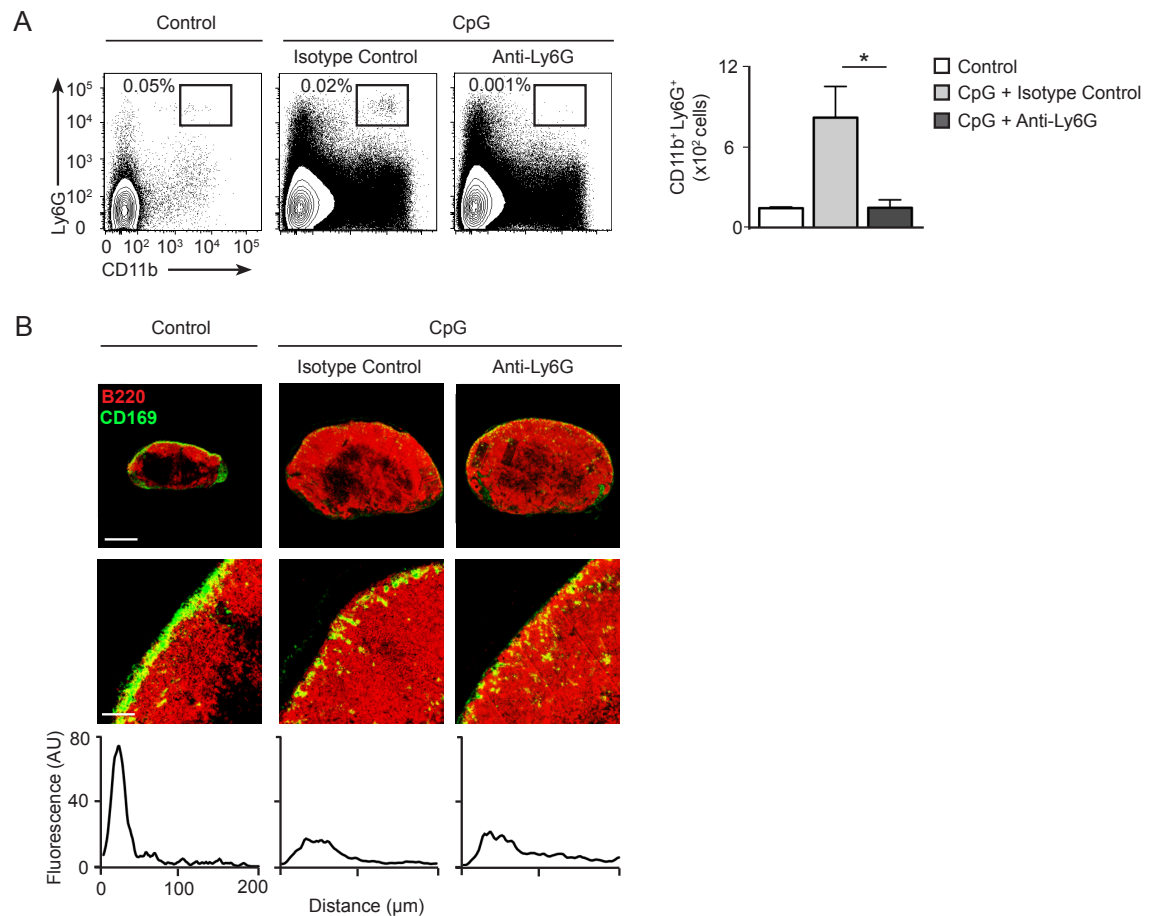 A
Control
CpG
Isotype Control
Anti-Ly6G
0.05%
0.02%
0.001%
10⁵
10⁴
10³
10²
0
Ly6G
0 10² 10³ 10⁴ 10⁵
CD11b
12
6
0
CD11b⁺ Ly6G⁺
(x10² cells)
*
Control
CpG + Isotype Control
CpG + Anti-Ly6G
B
Control
CpG
Isotype Control
Anti-Ly6G
B220
CD169
80
40
0
Fluorescence (AU)
0 100 200
Distance (µm)